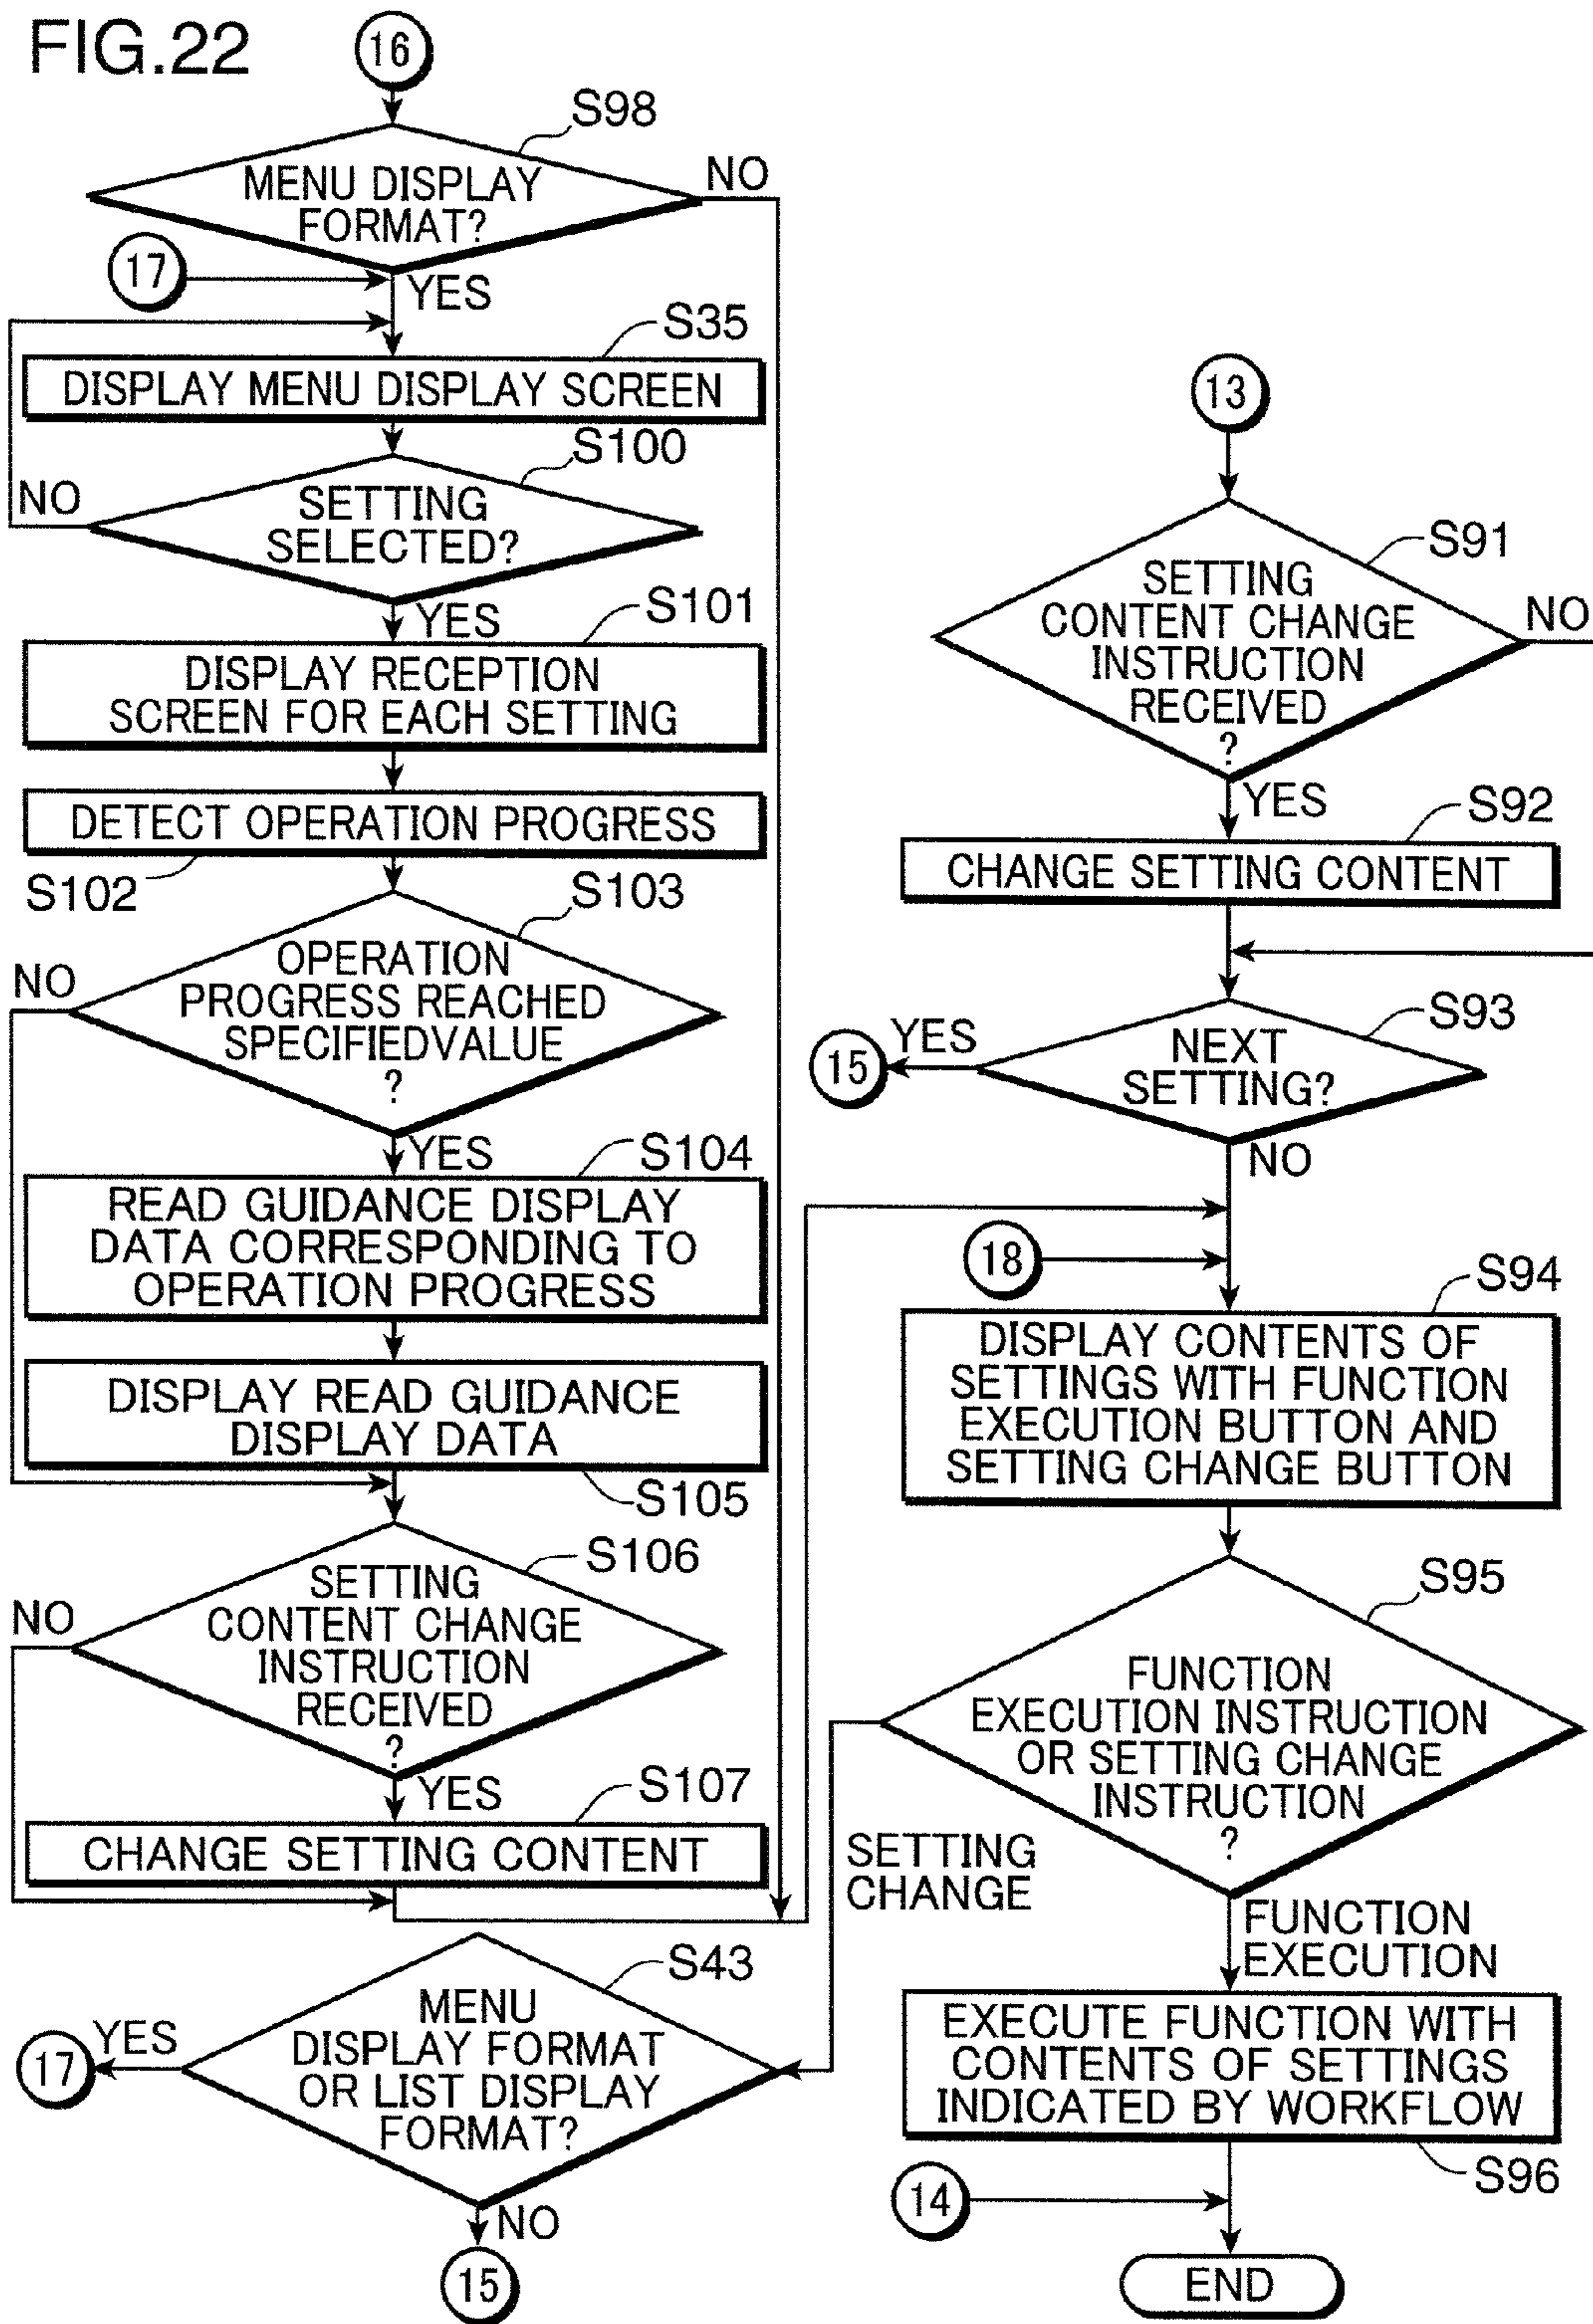 FIG.22
16
S98
MENU DISPLAY
FORMAT?
NO
17
YES
S35
DISPLAY MENU DISPLAY SCREEN
S100
NO
SETTING
SELECTED?
YES
S101
DISPLAY RECEPTION
SCREEN FOR EACH SETTING
DETECT OPERATION PROGRESS
S102
S103
NO
OPERATION
PROGRESS REACHED
SPECIFIEDVALUE
?
YES
S104
READ GUIDANCE DISPLAY
DATA CORRESPONDING TO
OPERATION PROGRESS
DISPLAY READ GUIDANCE
DISPLAY DATA
S105
S106
NO
SETTING
CONTENT CHANGE
INSTRUCTION
RECEIVED
?
YES
S107
CHANGE SETTING CONTENT
S43
MENU
DISPLAY FORMAT
OR LIST DISPLAY
FORMAT?
YES
17
NO
15
13
S91
SETTING
CONTENT CHANGE
INSTRUCTION
RECEIVED
?
NO
YES
S92
CHANGE SETTING CONTENT
S93
NEXT
SETTING?
YES
15
NO
18
S94
DISPLAY CONTENTS OF
SETTINGS WITH FUNCTION
EXECUTION BUTTON AND
SETTING CHANGE BUTTON
S95
FUNCTION
EXECUTION INSTRUCTION
OR SETTING CHANGE
INSTRUCTION
?
SETTING
CHANGE
FUNCTION
EXECUTION
EXECUTE FUNCTION WITH
CONTENTS OF SETTINGS
INDICATED BY WORKFLOW
S96
14
END